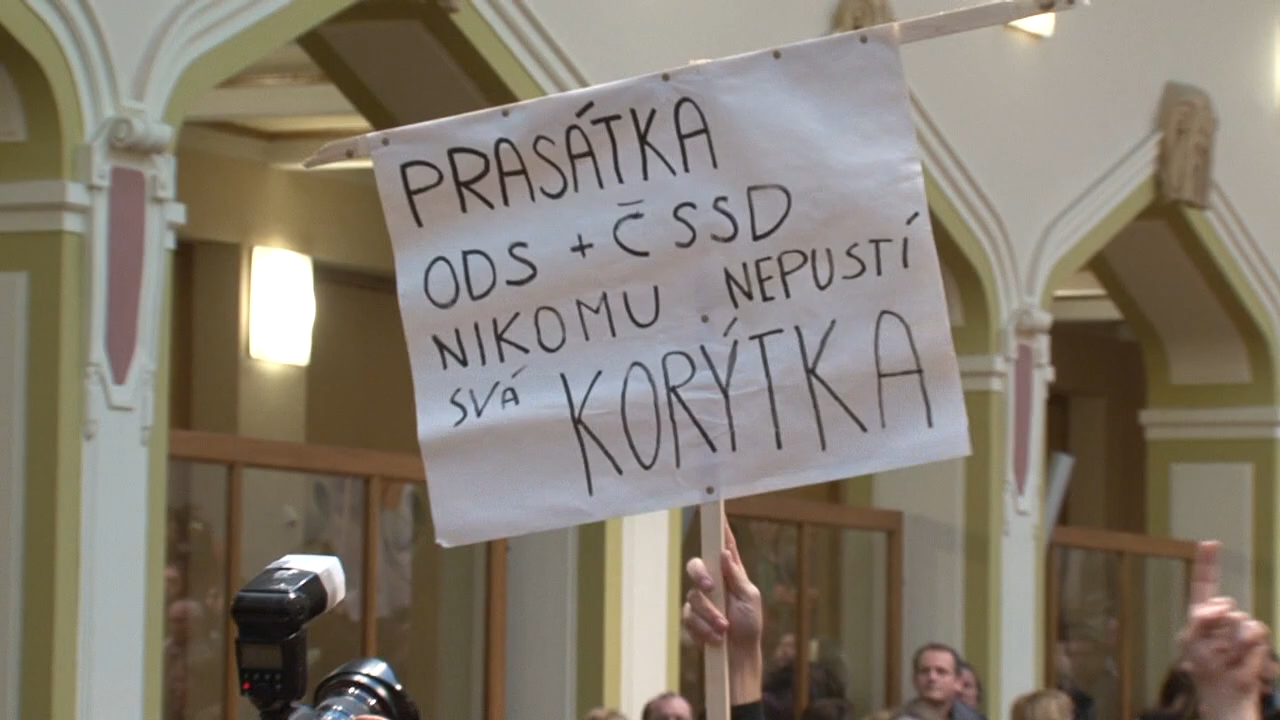 PRASÁTKA
ODS + ČSSD
NIKOMU NEPUSTÍ
SVÁ KORÝTKA